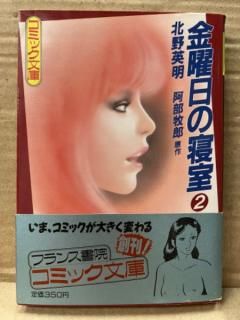 コミック文庫
金曜日の寝室
2
北野英明
阿部牧郎 原作
いま、コミックが大きく変わる
創刊!
フランス書院
コミック文庫
定価350円